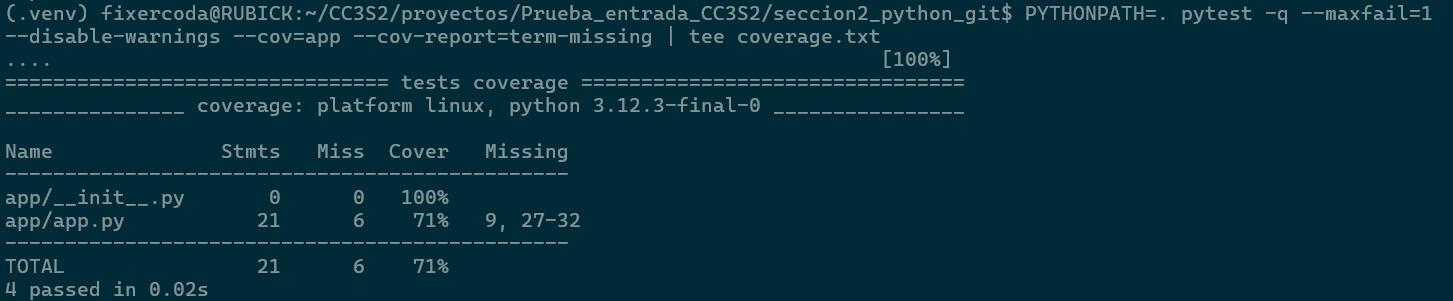 (.venv) fixercoda@RUBICK:~/CC3S2/proyectos/Prueba_entrada_CC3S2/seccion2_python_git$ PYTHONPATH=. pytest -q --maxfail=1
--disable-warnings --cov=app --cov-report=term-missing | tee coverage.txt
....                                                                     [100%]
================================ tests coverage ================================
_______________ coverage: platform linux, python 3.12.3-final-0 ________________

Name              Stmts   Miss  Cover   Missing
-----------------------------------------------
app/__init__.py       0      0   100%
app/app.py           21      6    71%   9, 27-32
-----------------------------------------------
TOTAL                21      6    71%
4 passed in 0.02s